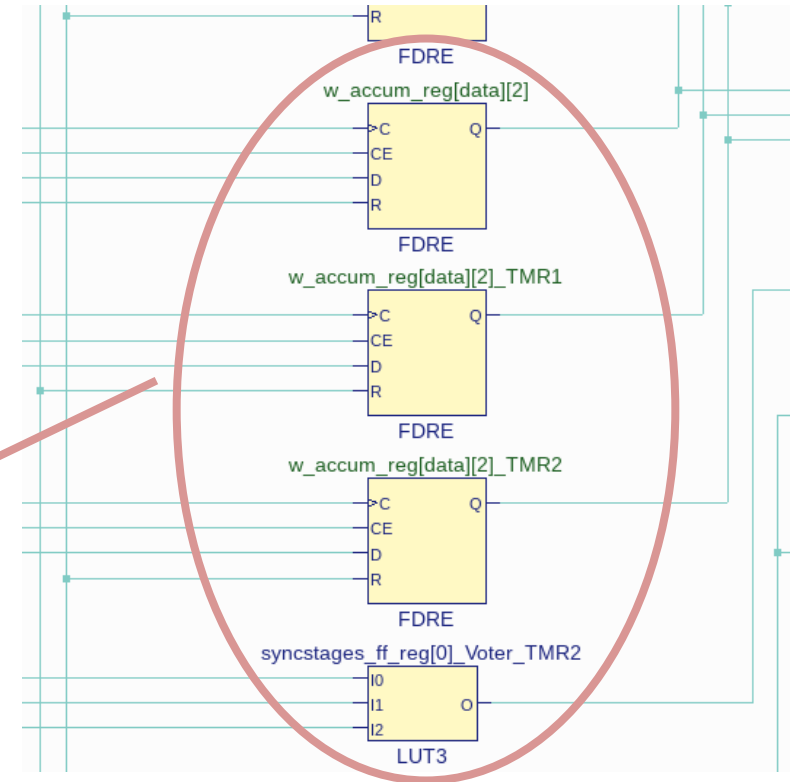 R
FDRE
w_accum_reg[data][2]
C Q
CE
D
R
FDRE
w_accum_reg[data][2]_TMR1
C Q
CE
D
R
FDRE
w_accum_reg[data][2]_TMR2
C Q
CE
D
R
FDRE
syncstages_ff_reg[0]_Voter_TMR2
I0
I1 O
I2
LUT3